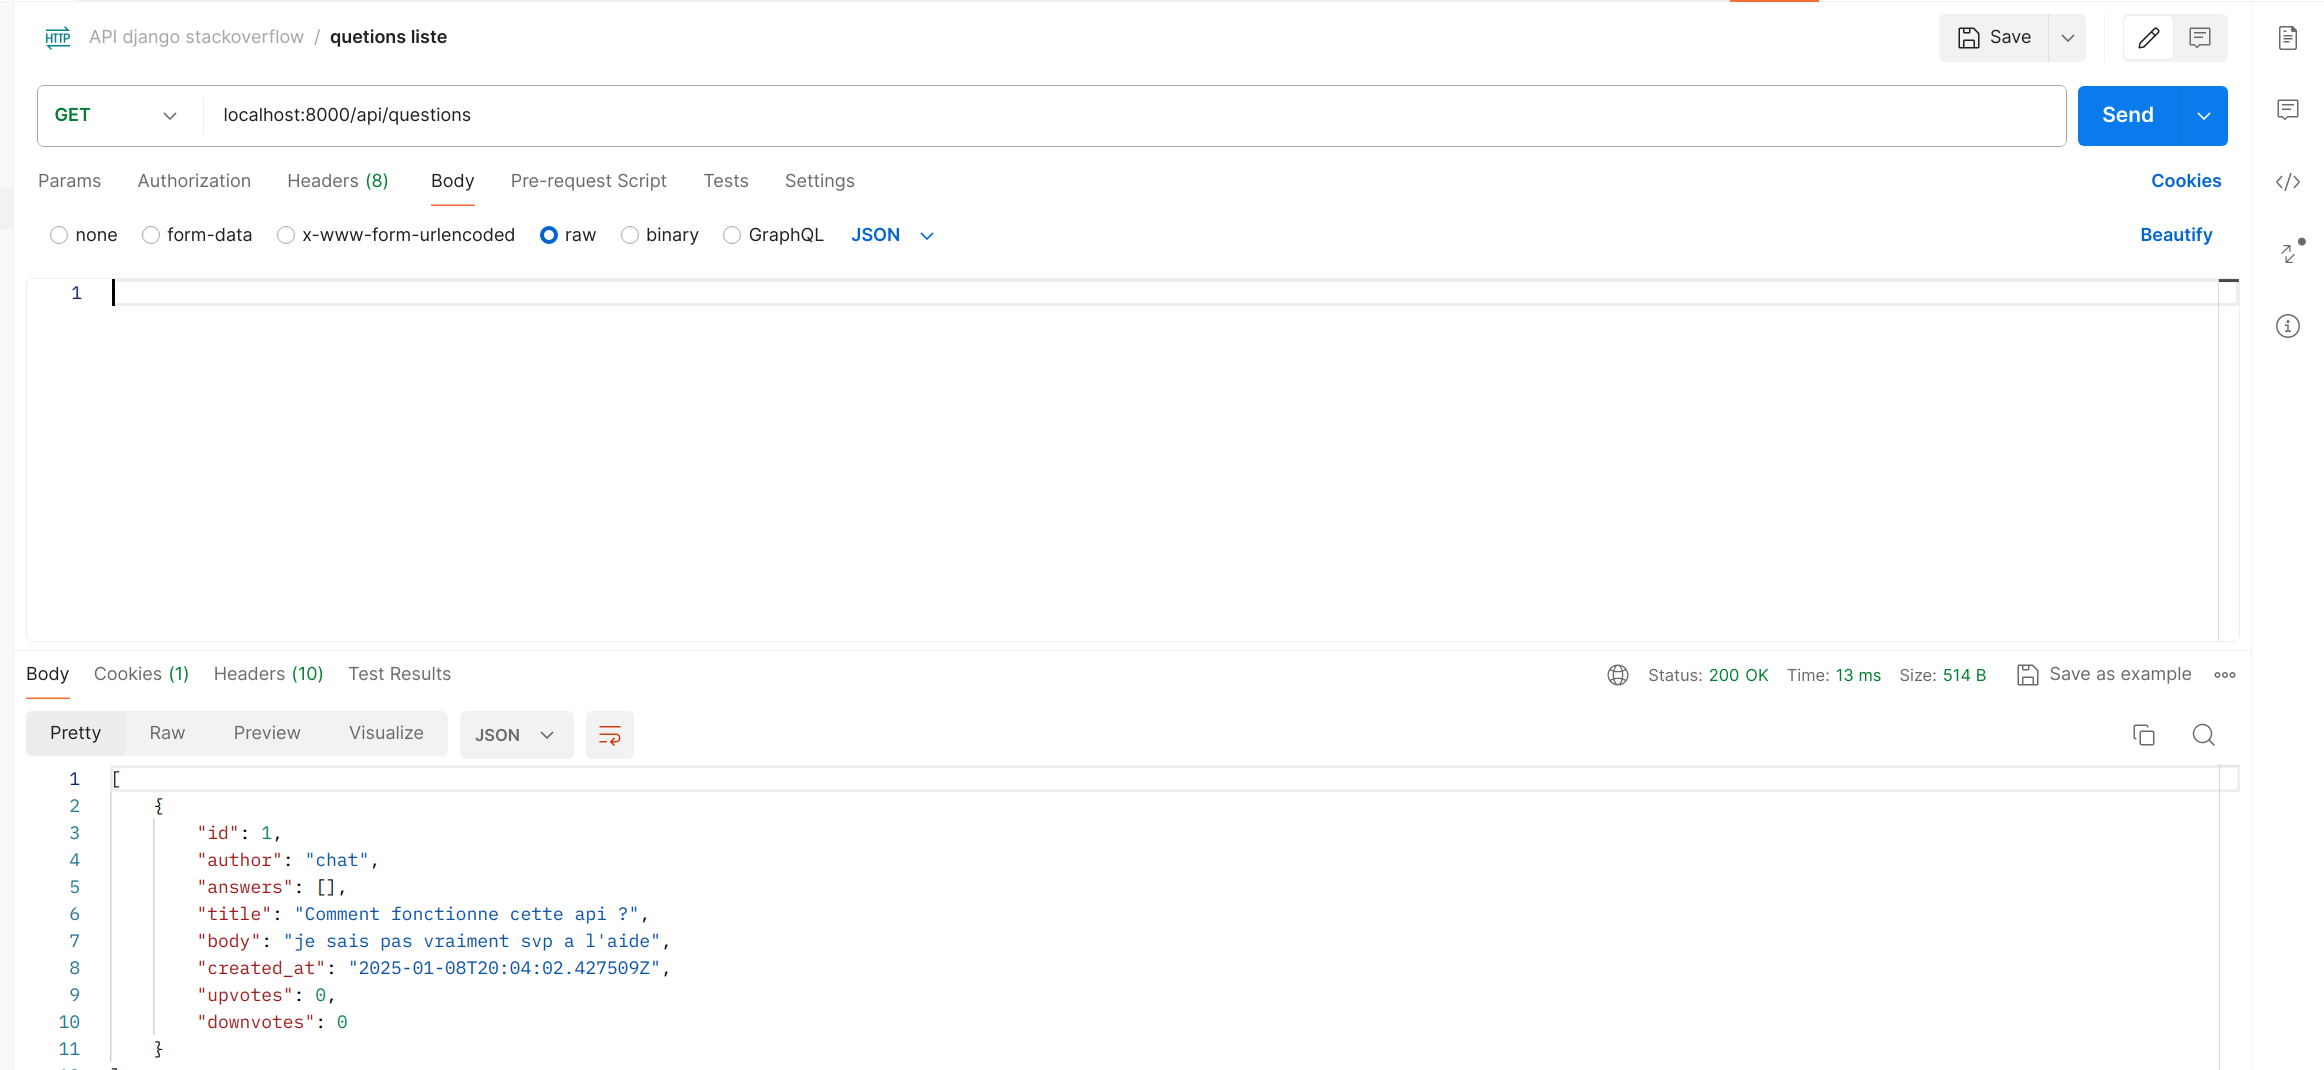 HTTP API django stackoverflow / quetions liste Save
GET localhost:8000/api/questions Send
Params Authorization Headers (8) Body Pre-request Script Tests Settings Cookies
none form-data x-www-form-urlencoded raw binary GraphQL JSON Beautify
1
Body Cookies (1) Headers (10) Test Results Status: 200 OK Time: 13 ms Size: 514 B Save as example
Pretty Raw Preview Visualize JSON
1 [
2 {
3 "id": 1,
4 "author": "chat",
5 "answers": [],
6 "title": "Comment fonctionne cette api ?",
7 "body": "je sais pas vraiment svp a l'aide",
8 "created_at": "2025-01-08T20:04:02.427509Z",
9 "upvotes": 0,
10 "downvotes": 0
11 }